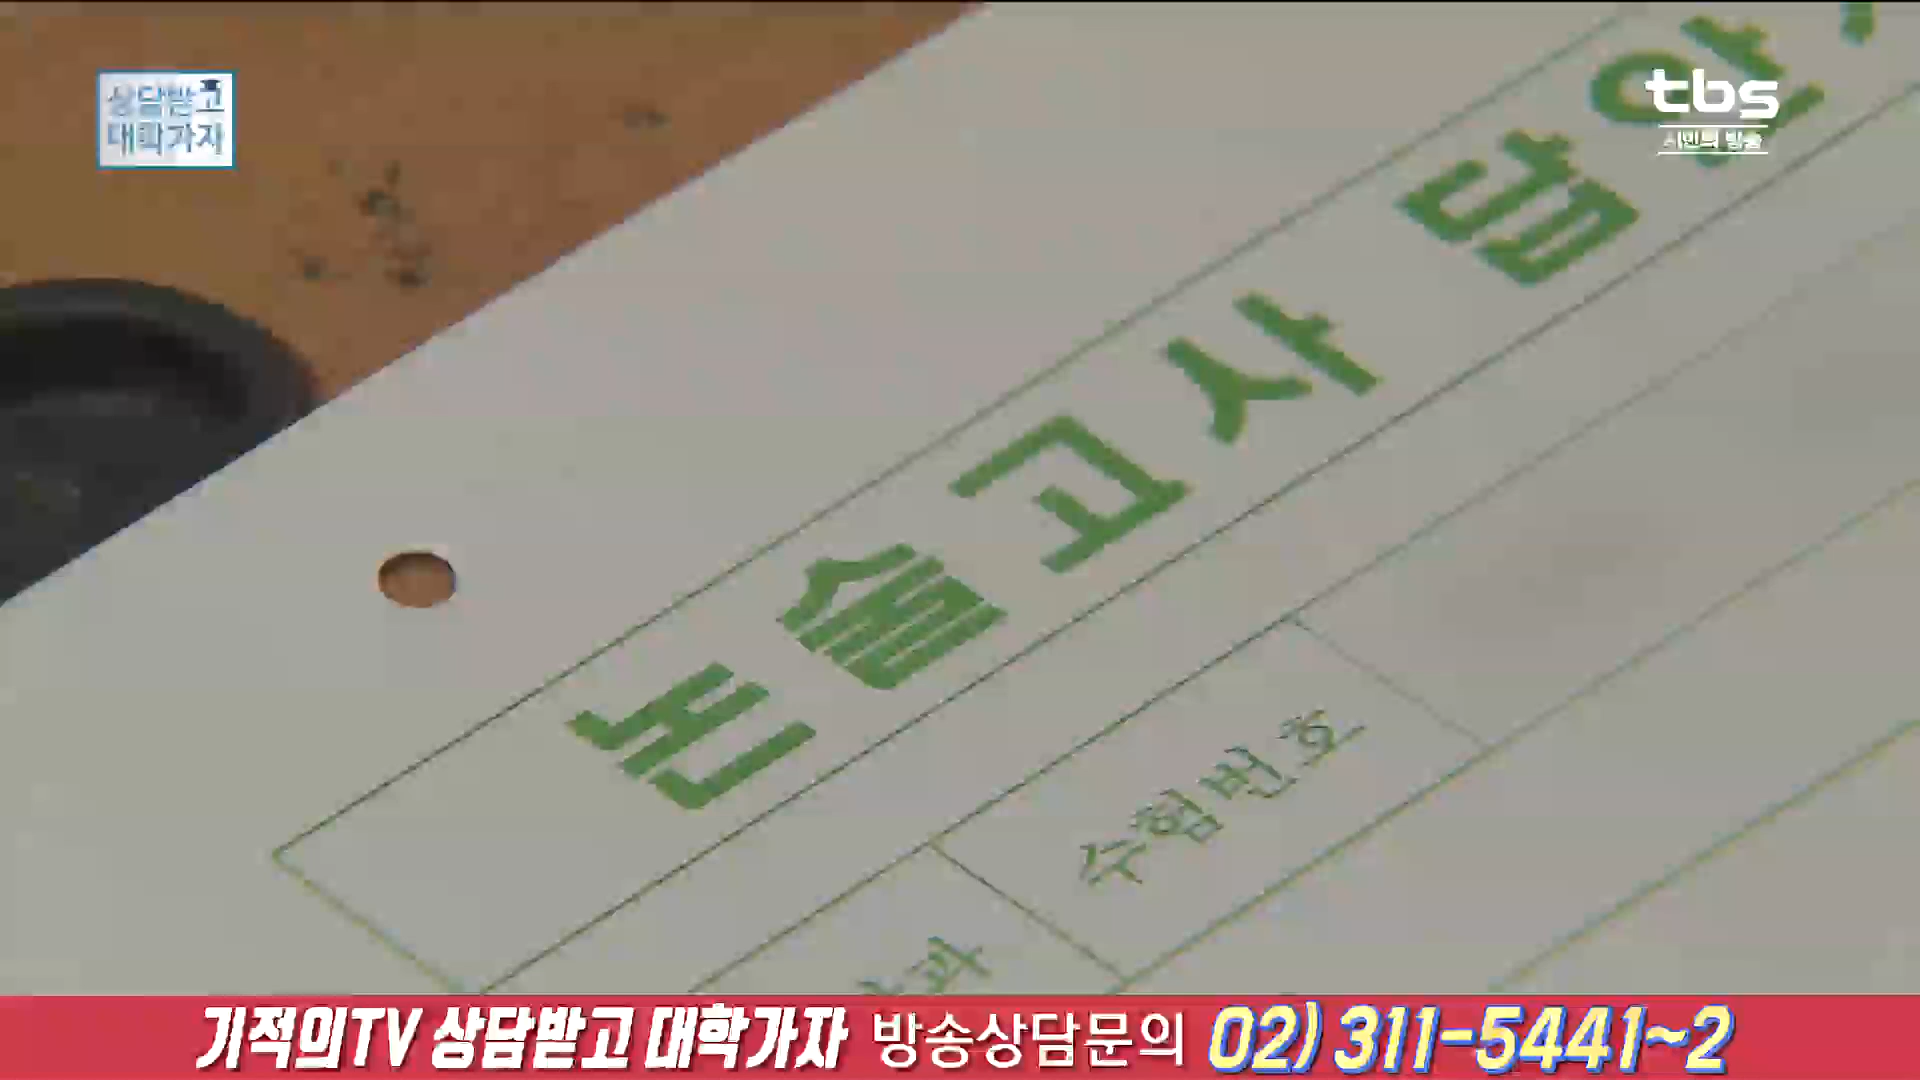 상담받고
대학가자
tbs
시민의 방송
논술고사 답안
수험번호
과
기적의TV 상담받고 대학가자 방송상담문의 02) 311-5441~2